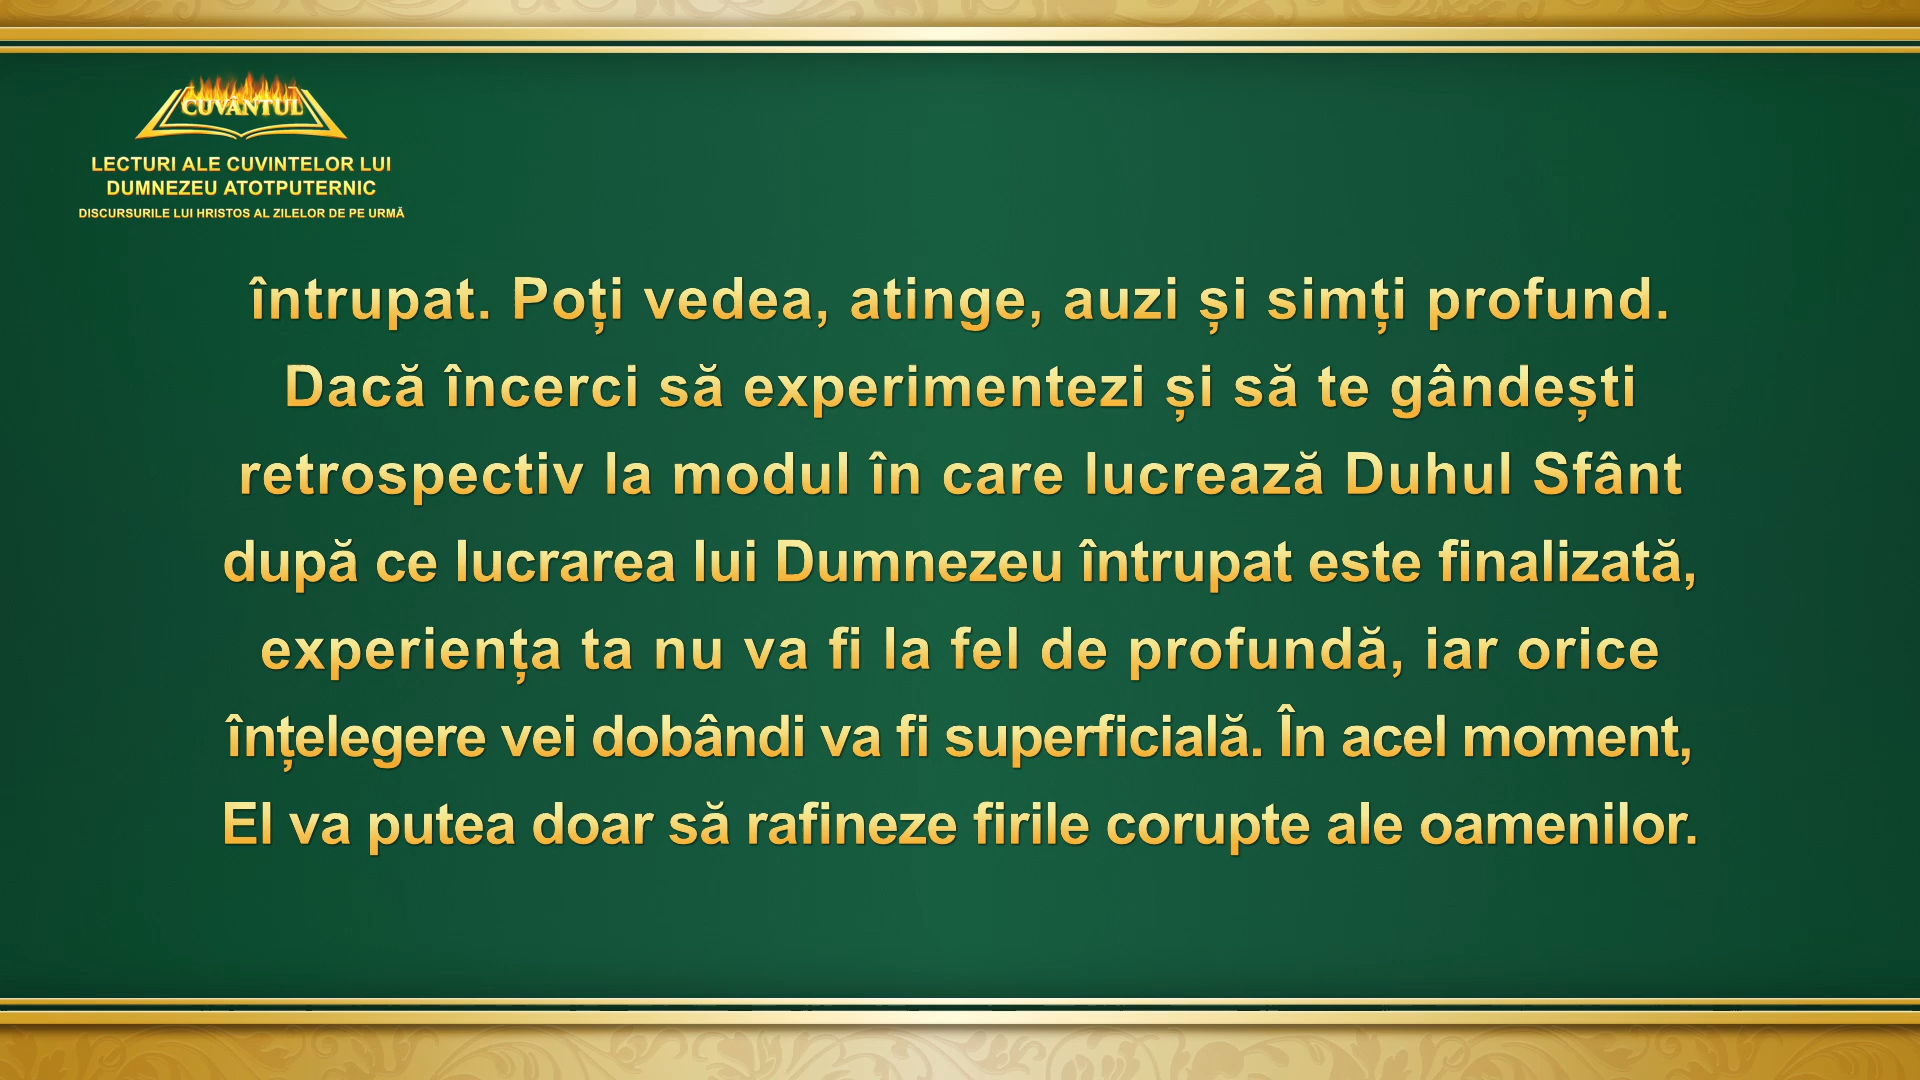 CUVÂNTUL
LECTURI ALE CUVINTELOR LUI
DUMNEZEU ATOTPUTERNIC
DISCURSURILE LUI HRISTOS AL ZILELOR DE PE URMĂ
întrupat. Poți vedea, atinge, auzi și simți profund.
Dacă încerci să experimentezi și să te gândești
retrospectiv la modul în care lucrează Duhul Sfânt
după ce lucrarea lui Dumnezeu întrupat este finalizată,
experiența ta nu va fi la fel de profundă, iar orice
înțelegere vei dobândi va fi superficială. În acel moment,
El va putea doar să rafineze firile corupte ale oamenilor.